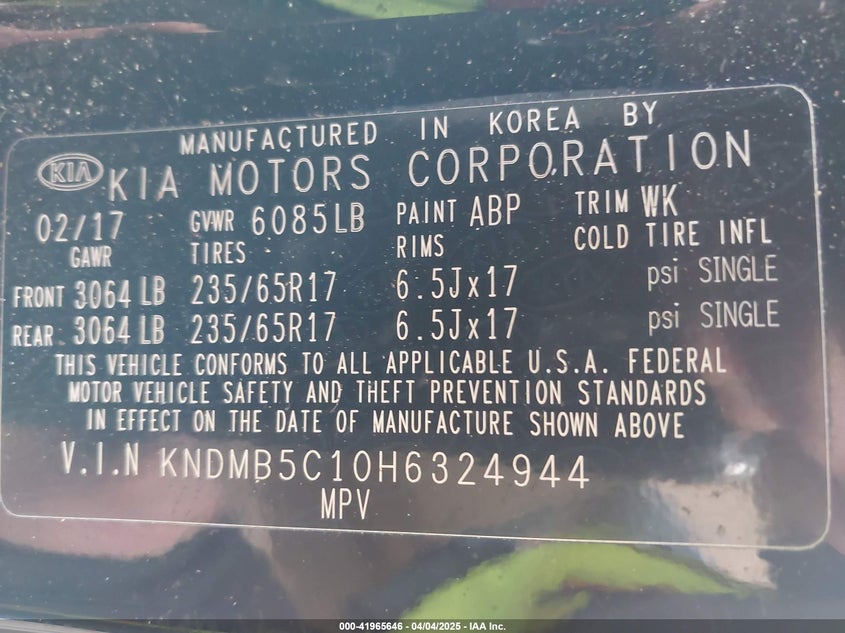 MANUFACTURED IN KOREA BY
KIA KIA MOTORS CORPORATION
02/17 GVWR 6085LB PAINT ABP TRIM WK
GAWR TIRES RIMS COLD TIRE INFL
FRONT 3064 LB 235/65R17 6.5Jx17 psi SINGLE
REAR 3064 LB 235/65R17 6.5Jx17 psi SINGLE
THIS VEHICLE CONFORMS TO ALL APPLICABLE U.S.A. FEDERAL
MOTOR VEHICLE SAFETY AND THEFT PREVENTION STANDARDS
IN EFFECT ON THE DATE OF MANUFACTURE SHOWN ABOVE
V.I.N KNDMB5C10H6324944
MPV
000-41965646 - 04/04/2025 - IAA Inc.